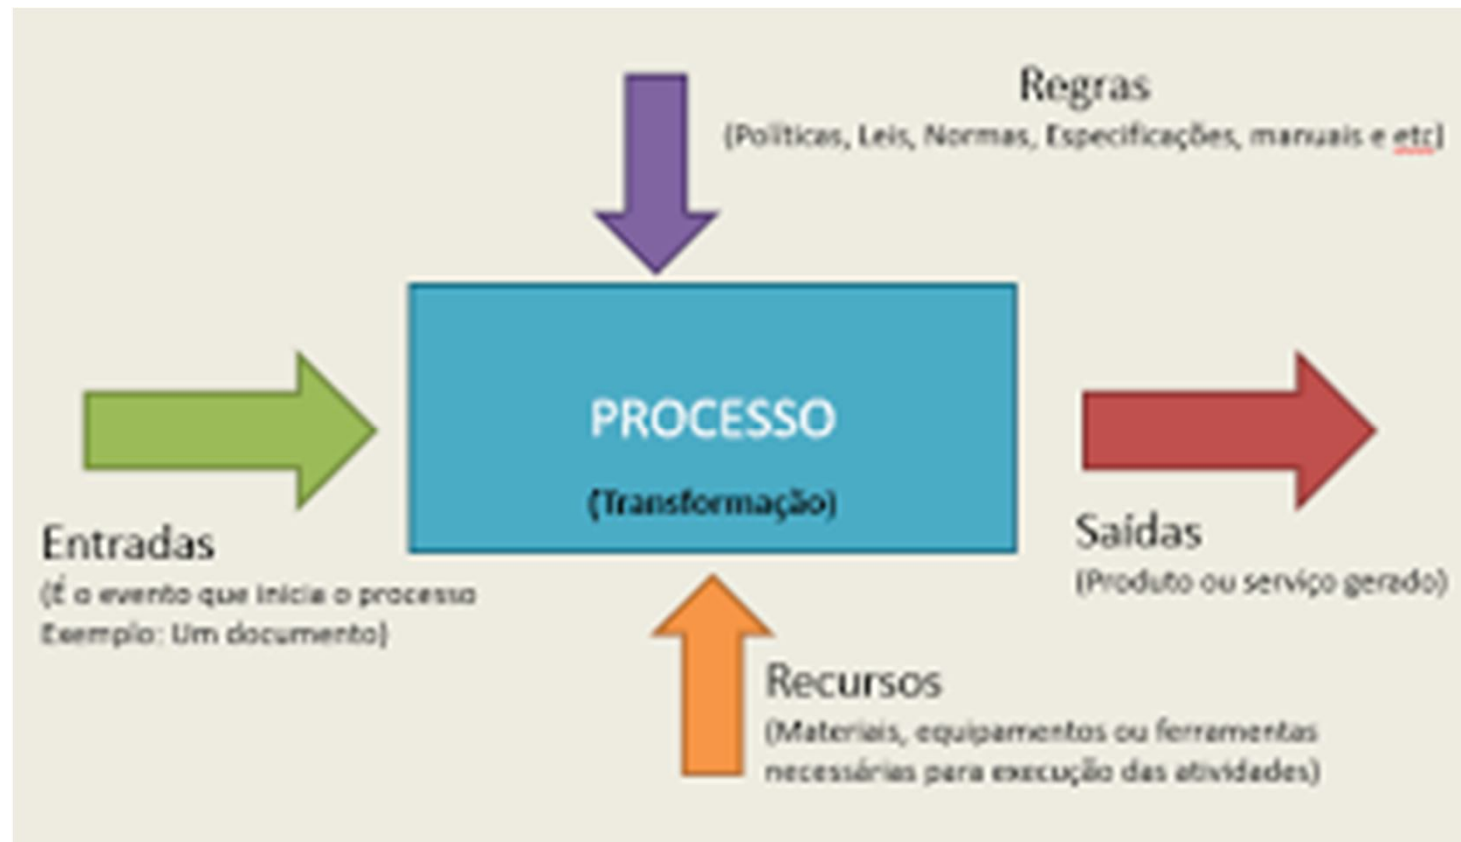 Regras
(Políticas, Leis, Normas, Especificações, manuais e etc)
PROCESSO
(Transformação)
Entradas
(É o evento que inicia o processo
Exemplo: Um documento)
Saídas
(Produto ou serviço gerado)
Recursos
(Materiais, equipamentos ou ferramentas
necessárias para execução das atividades)